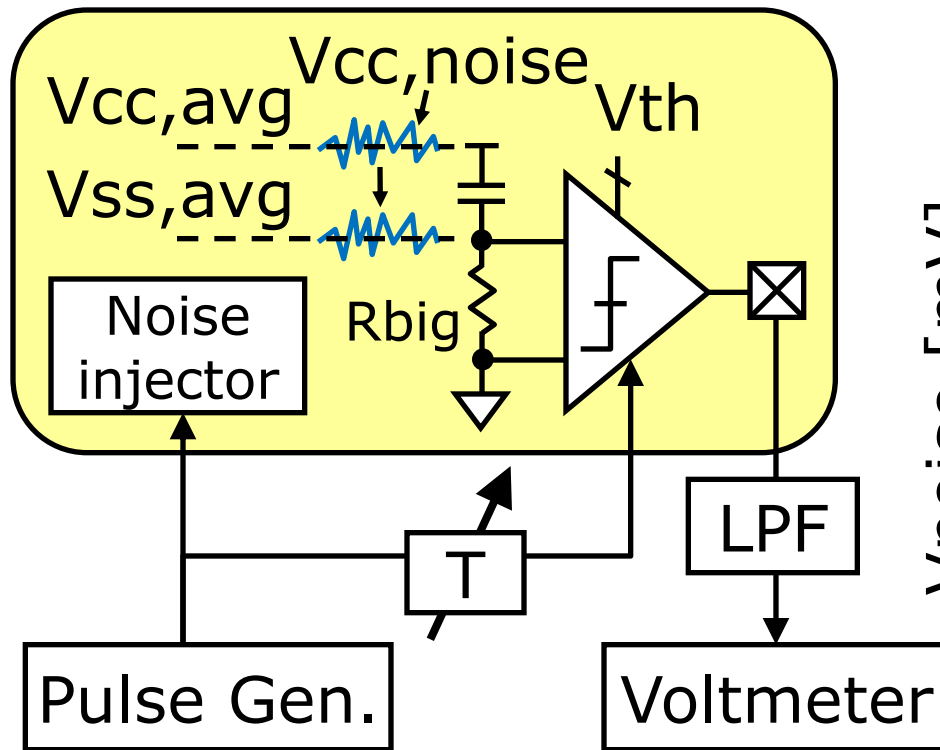 Vcc,noise
Vcc,avg
Vth
Vss,avg
Noise
injector
Rbig
LPF
T
Pulse Gen.
Voltmeter